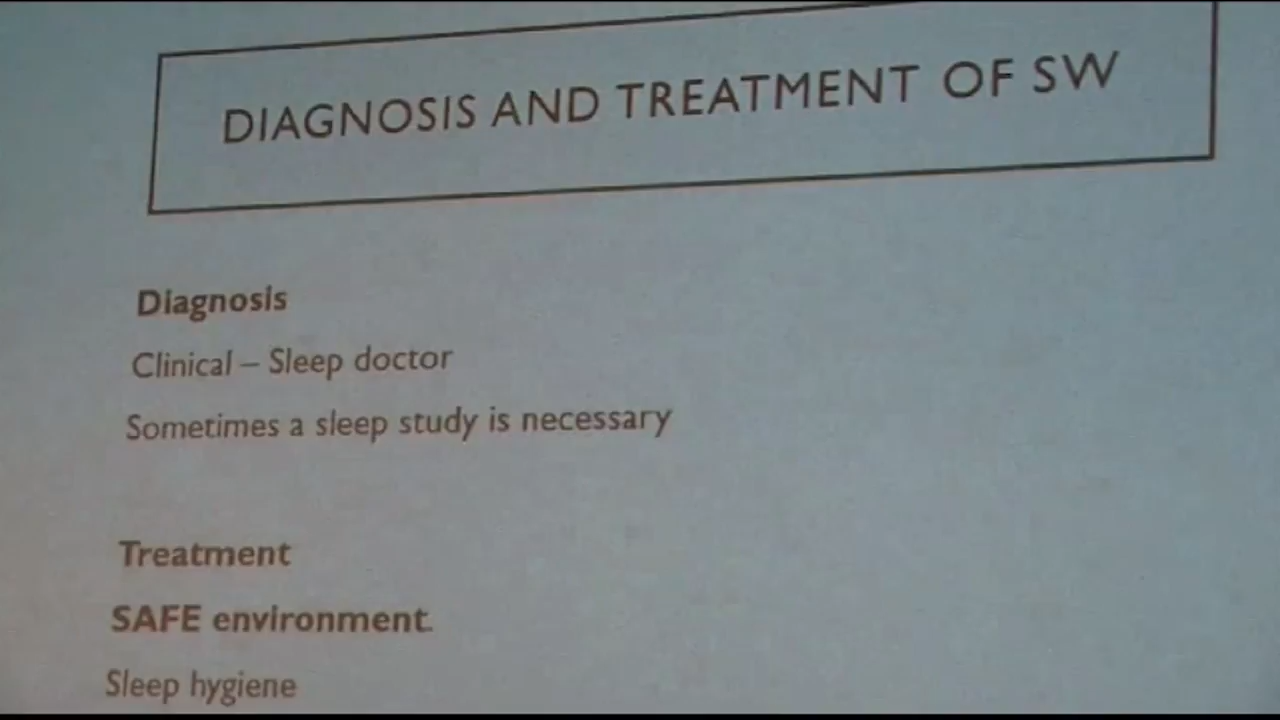 DIAGNOSIS AND TREATMENT OF SW
Diagnosis
Clinical – Sleep doctor
Sometimes a sleep study is necessary
Treatment
SAFE environment.
Sleep hygiene